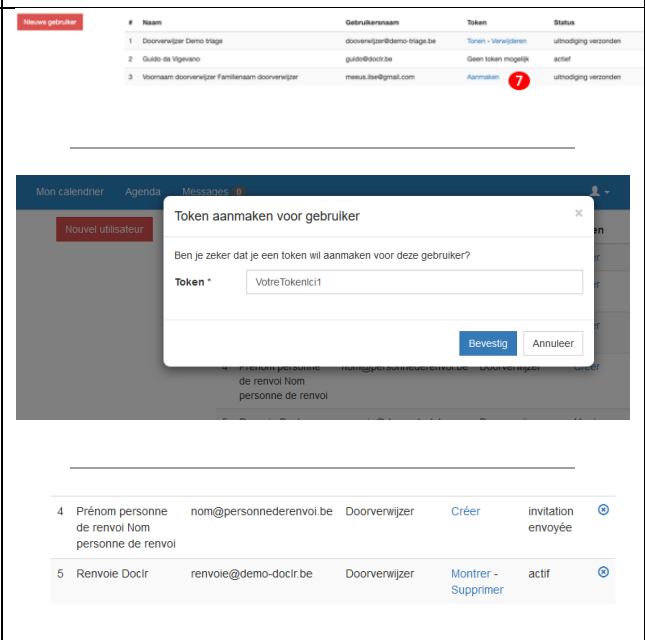 Nieuwe gebruiker
# Naam Gebruikersnaam Token Status
1 Doorverwijzer Demo triage dooverwijzer@demo-triage.be Tonen - Verwijderen uitnodiging verzonden
2 Guido da Vigevano guido@doclr.be Geen token mogelijk actief
3 Voornaam doorverwijzer Familienaam doorverwijzer meeus.ilse@gmail.com Aanmaken 7 uitnodiging verzonden
Mon calendrier Agenda Messages 0
Token aanmaken voor gebruiker ×
Nouvel utilisateur
Ben je zeker dat je een token wil aanmaken voor deze gebruiker?
Token * VotreTokenIci1
Bevestig Annuleer
4 Prénom personne nom@personnederenvoi.be Doorverwijzer Créer
de renvoi Nom
personne de renvoi
4 Prénom personne nom@personnederenvoi.be Doorverwijzer Créer invitation
de renvoi Nom envoyée
personne de renvoi
5 Renvoie Doclr renvoie@demo-doclr.be Doorverwijzer Montrer - actif
Supprimer